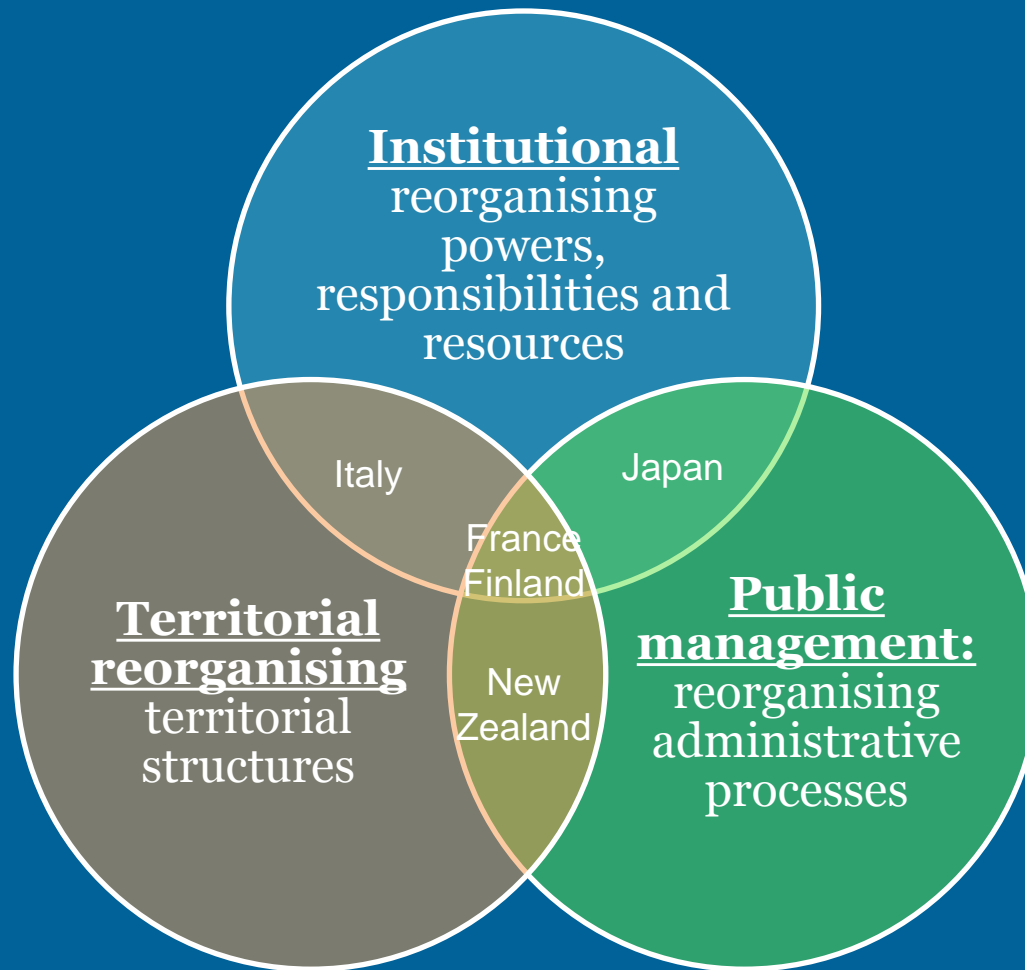 Institutional
reorganising
powers,
responsibilities and
resources
Italy
Japan
France
Finland
Territorial
reorganising
territorial
structures
New
Zealand
Public
management:
reorganising
administrative
processes